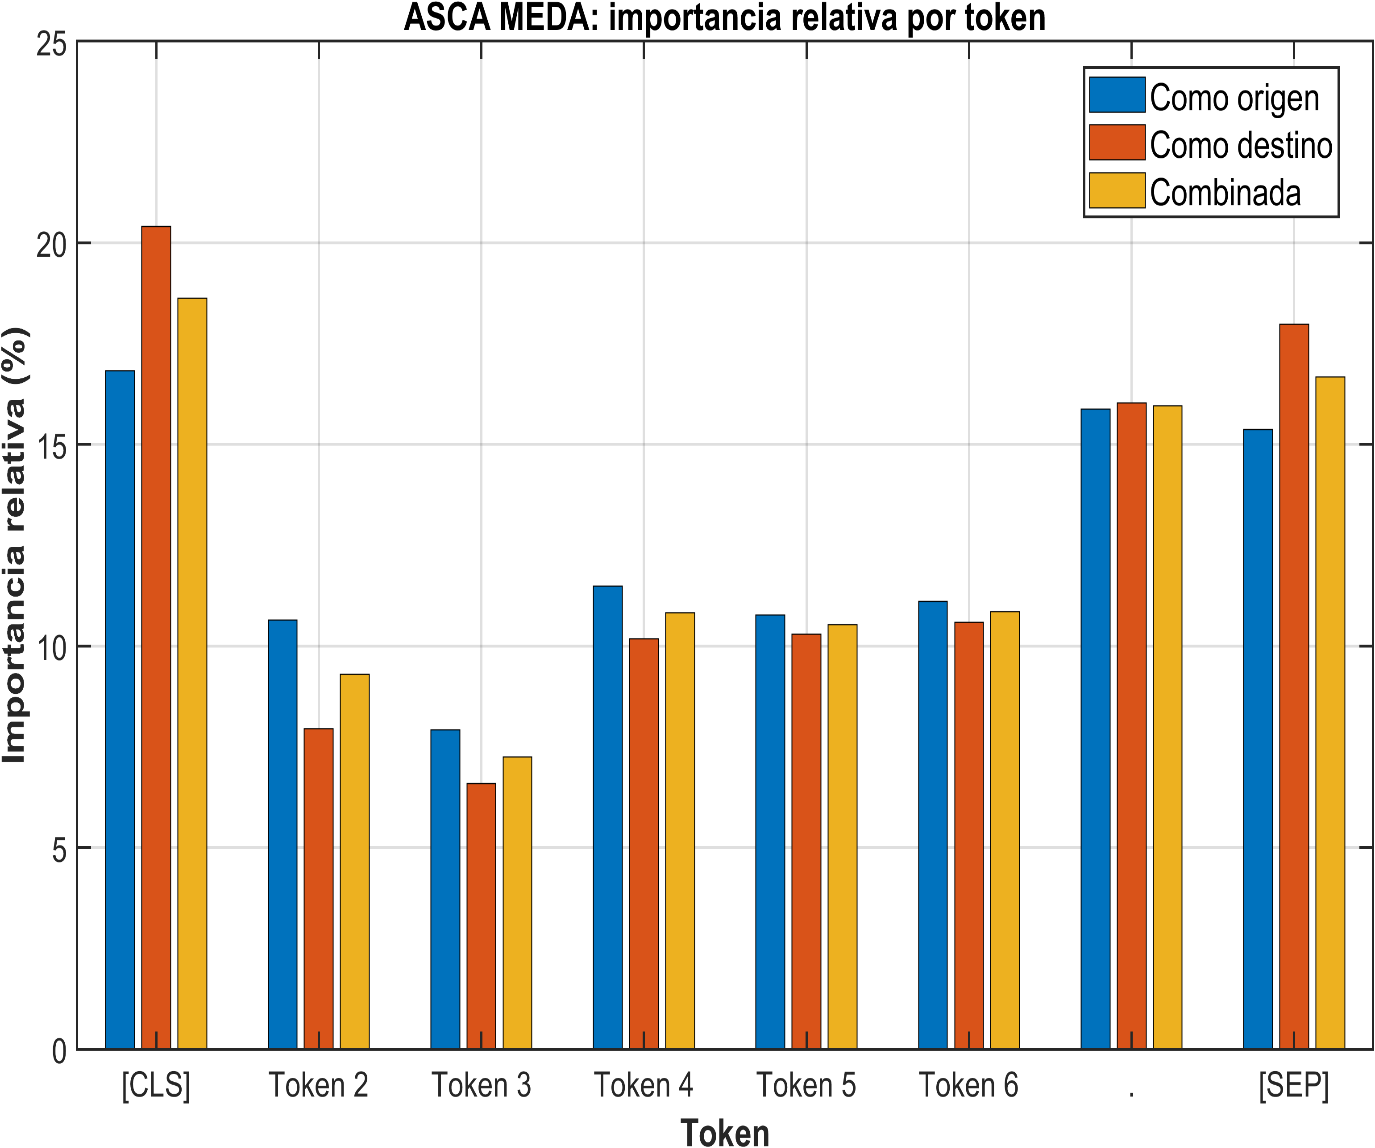 ASCA MEDA: importancia relativa por token
25
20
15
10
5
0
Importancia relativa (%)
Como origen
Como destino
Combinada
[CLS] Token 2 Token 3 Token 4 Token 5 Token 6 . [SEP]
Token